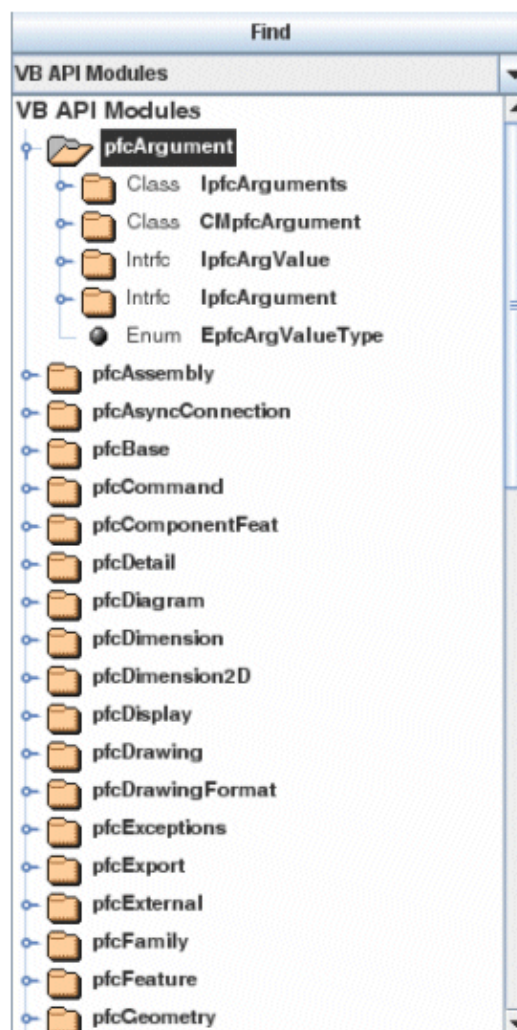 Find
VB API Modules
VB API Modules
pfcArgument
Class IpfcArguments
Class CMpfcArgument
Intrfc IpfcArgValue
Intrfc IpfcArgument
Enum EpfcArgValueType
pfcAssembly
pfcAsyncConnection
pfcBase
pfcCommand
pfcComponentFeat
pfcDetail
pfcDiagram
pfcDimension
pfcDimension2D
pfcDisplay
pfcDrawing
pfcDrawingFormat
pfcExceptions
pfcExport
pfcExternal
pfcFamily
pfcFeature
pfcGeometry